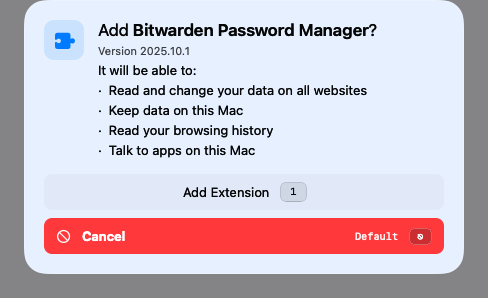 Add Bitwarden Password Manager?
Version 2025.10.1
It will be able to:
· Read and change your data on all websites
· Keep data on this Mac
· Read your browsing history
· Talk to apps on this Mac
Add Extension 1
Cancel Default